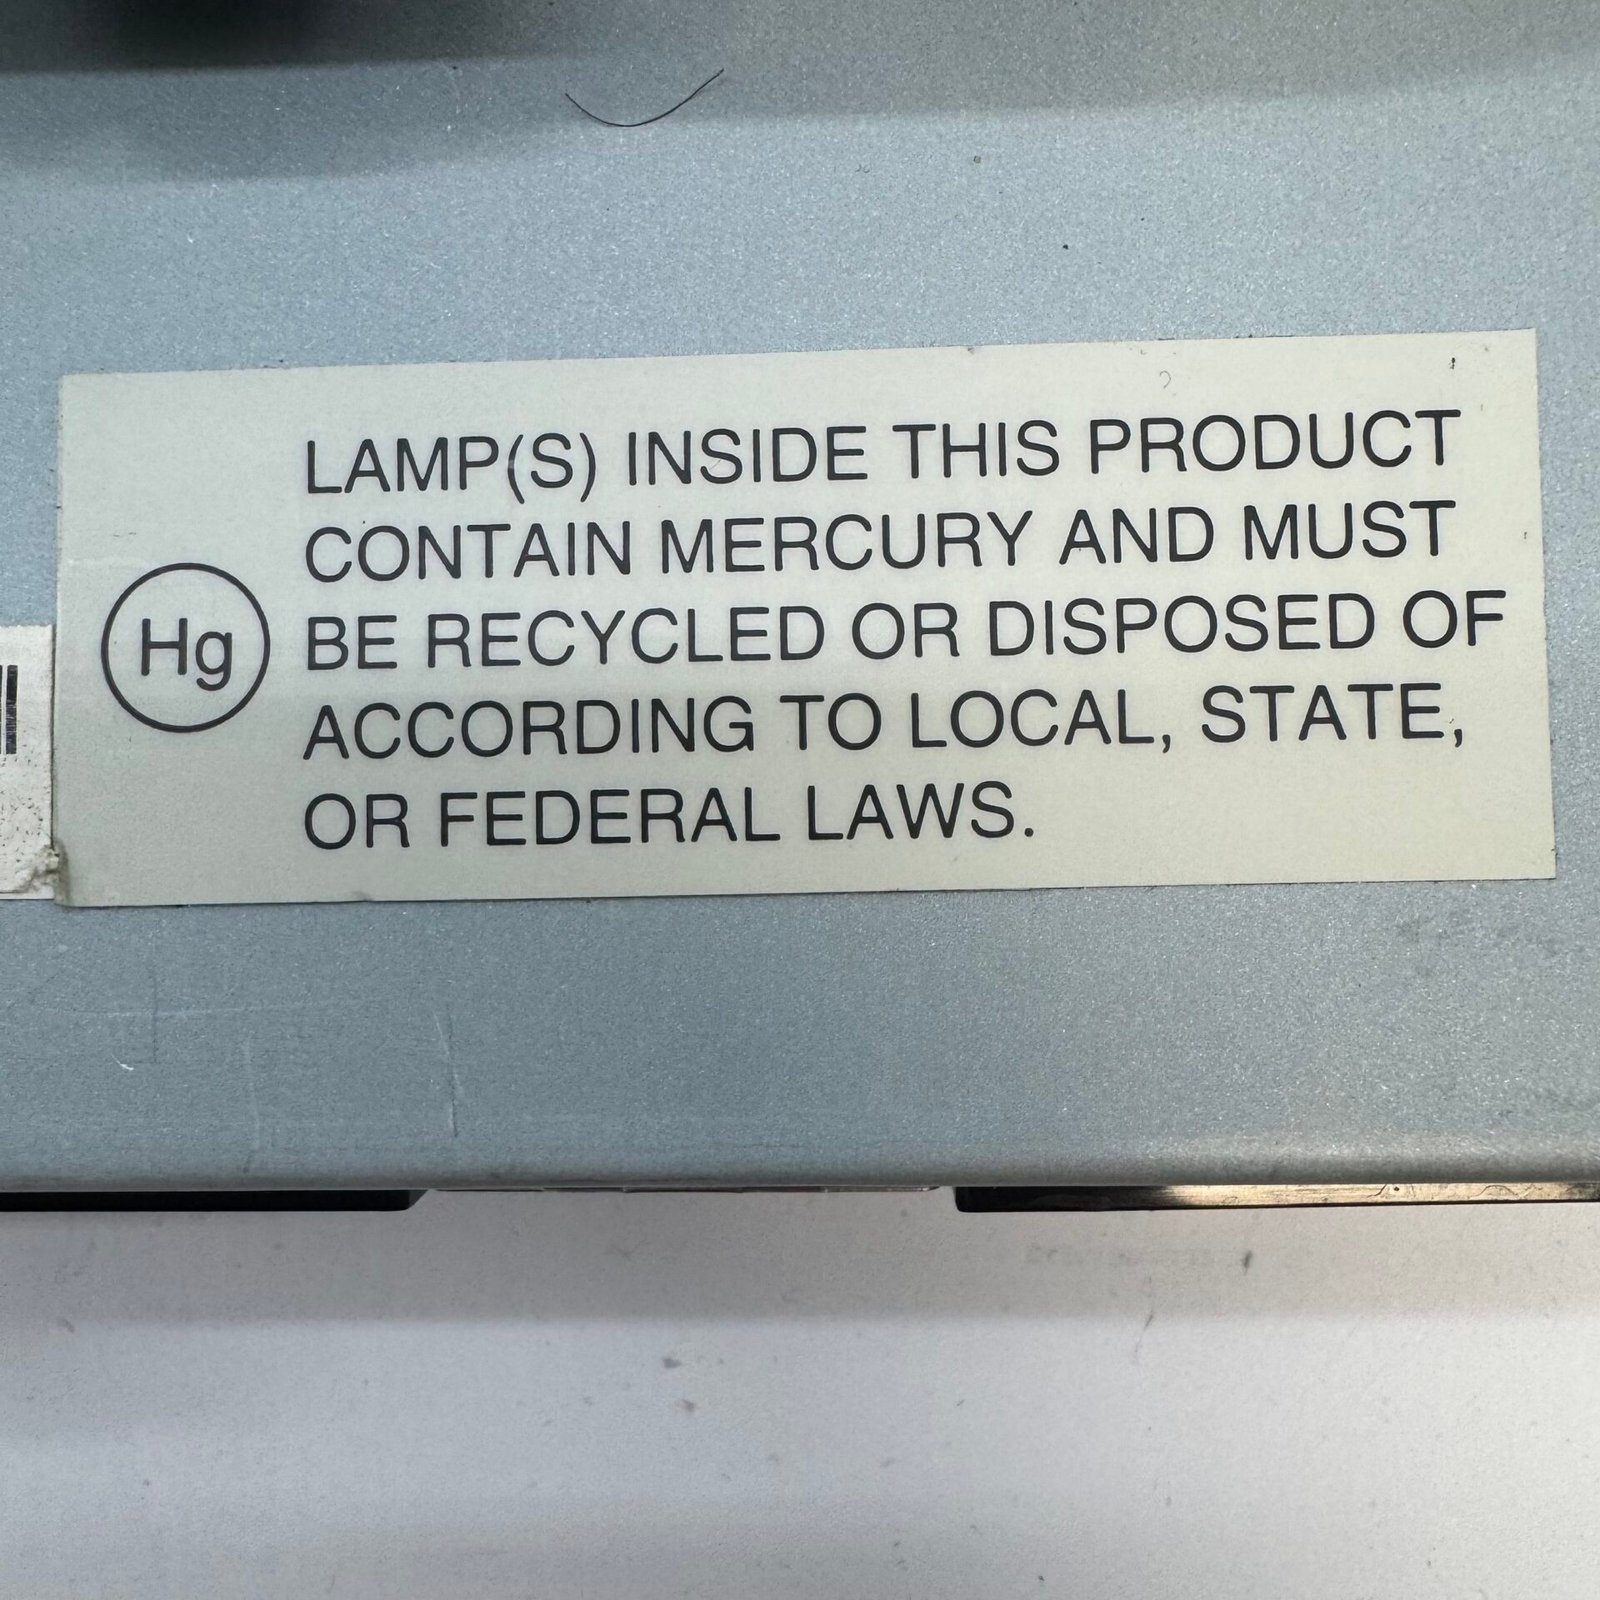 LAMP(S) INSIDE THIS PRODUCT
CONTAIN MERCURY AND MUST
Hg BE RECYCLED OR DISPOSED OF
ACCORDING TO LOCAL, STATE,
OR FEDERAL LAWS.